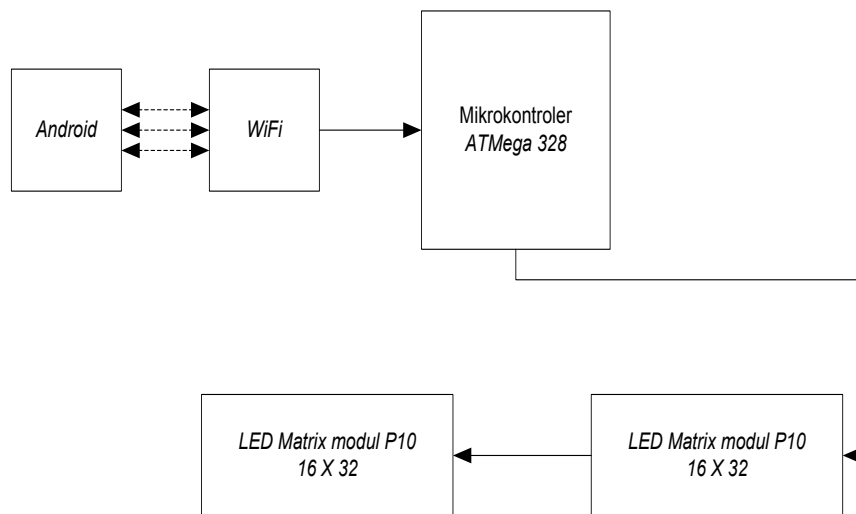 Android
WiFi
Mikrokontroler
ATMega 328
LED Matrix modul P10
16 X 32
LED Matrix modul P10
16 X 32